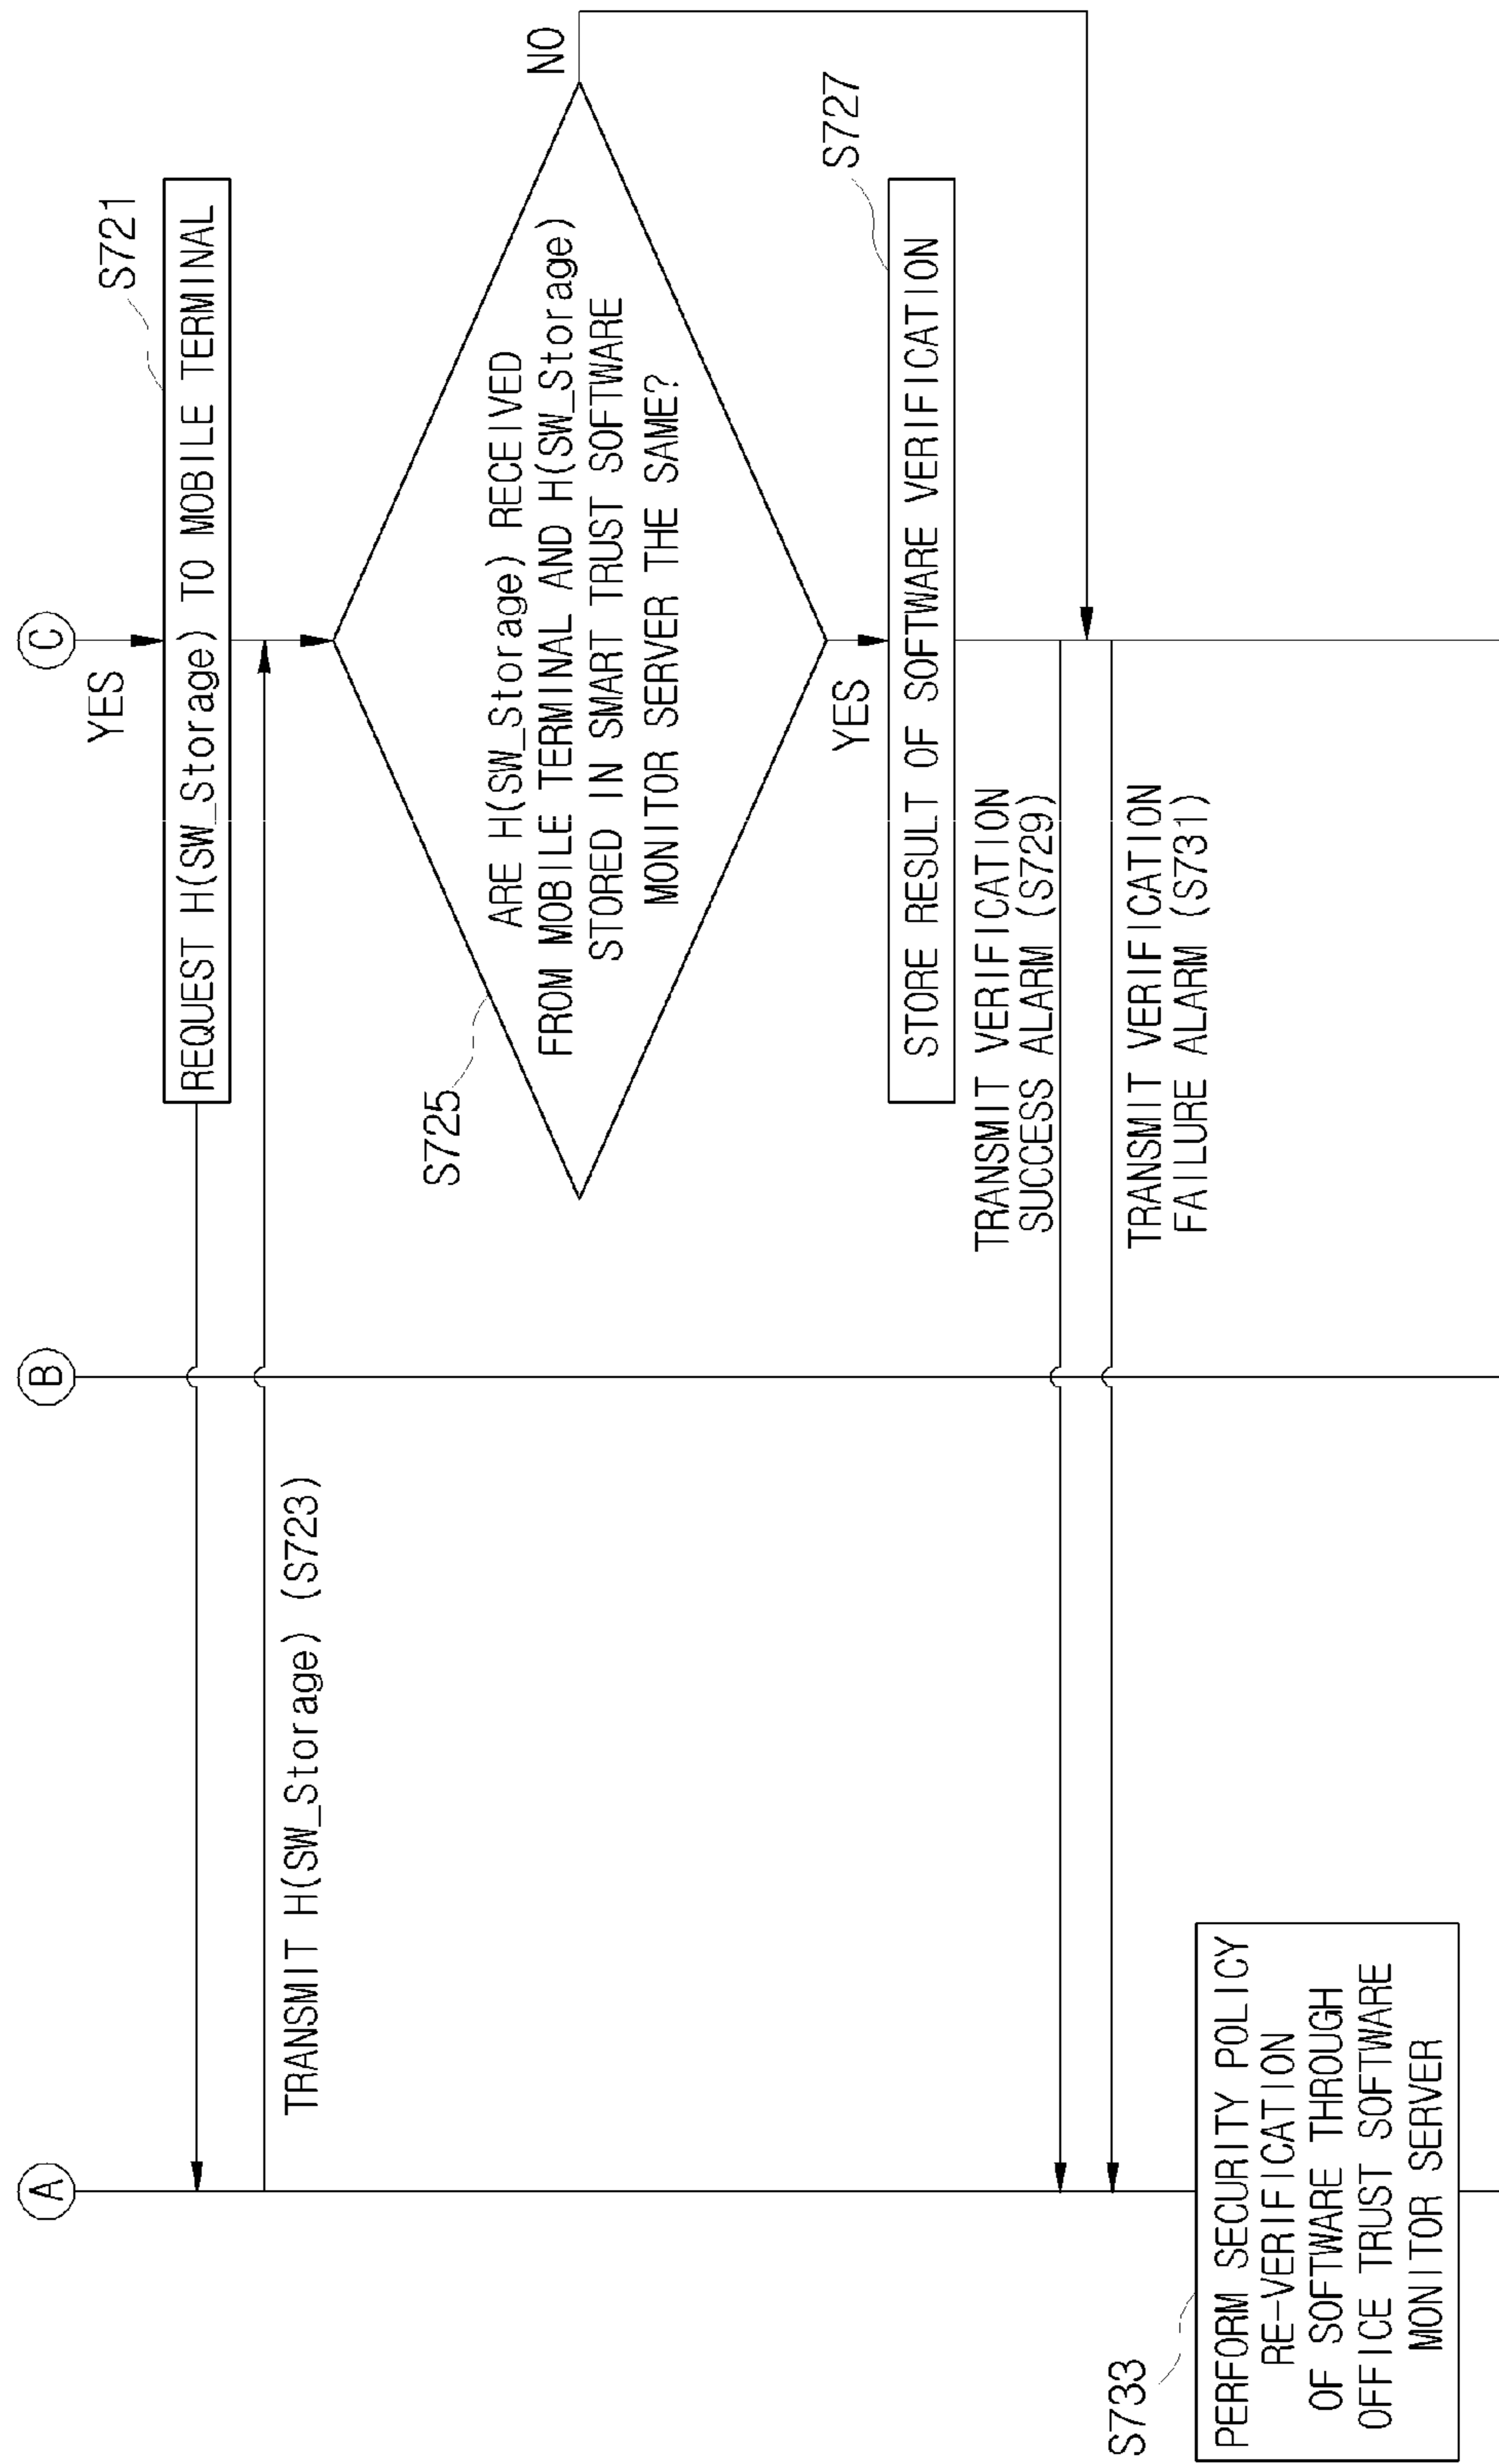 A
B
C
YES
S721
REQUEST H(SW_Storage) TO MOBILE TERMINAL
TRANSMIT H(SW_Storage) (S723)
S725
ARE H(SW_Storage) RECEIVED
FROM MOBILE TERMINAL AND H(SW_Storage)
STORED IN SMART TRUST SOFTWARE
MONITOR SERVER THE SAME?
NO
YES
S727
STORE RESULT OF SOFTWARE VERIFICATION
TRANSMIT VERIFICATION
SUCCESS ALARM (S729)
TRANSMIT VERIFICATION
FAILURE ALARM (S731)
S733
PERFORM SECURITY POLICY
RE-VERIFICATION
OF SOFTWARE THROUGH
OFFICE TRUST SOFTWARE
MONITOR SERVER